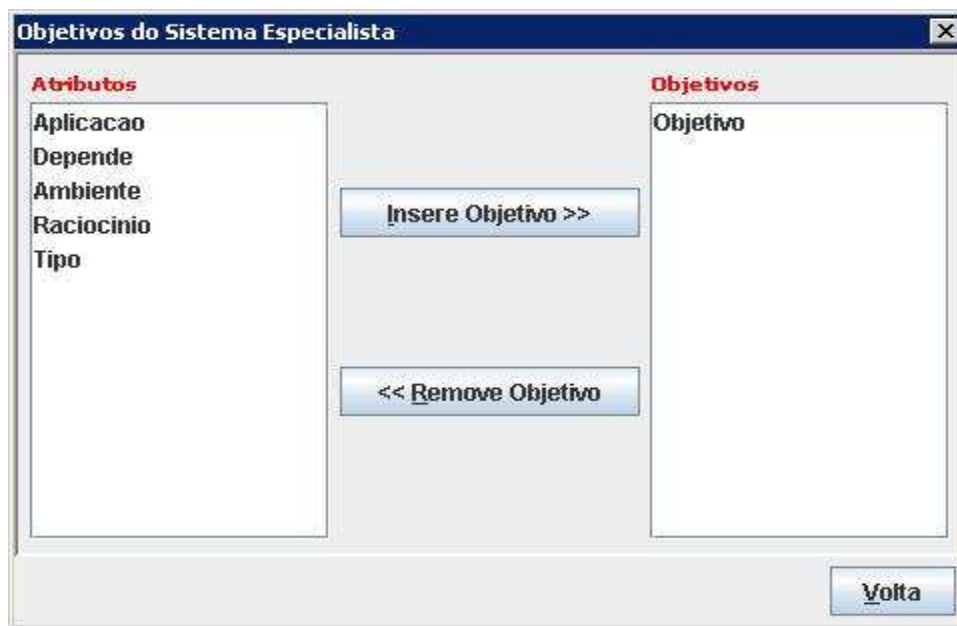 Objetivos do Sistema Especialista
Atributos
Aplicacao
Depende
Ambiente
Raciocinio
Tipo
Insere Objetivo >>
<< Remove Objetivo
Objetivos
Objetivo
Volta